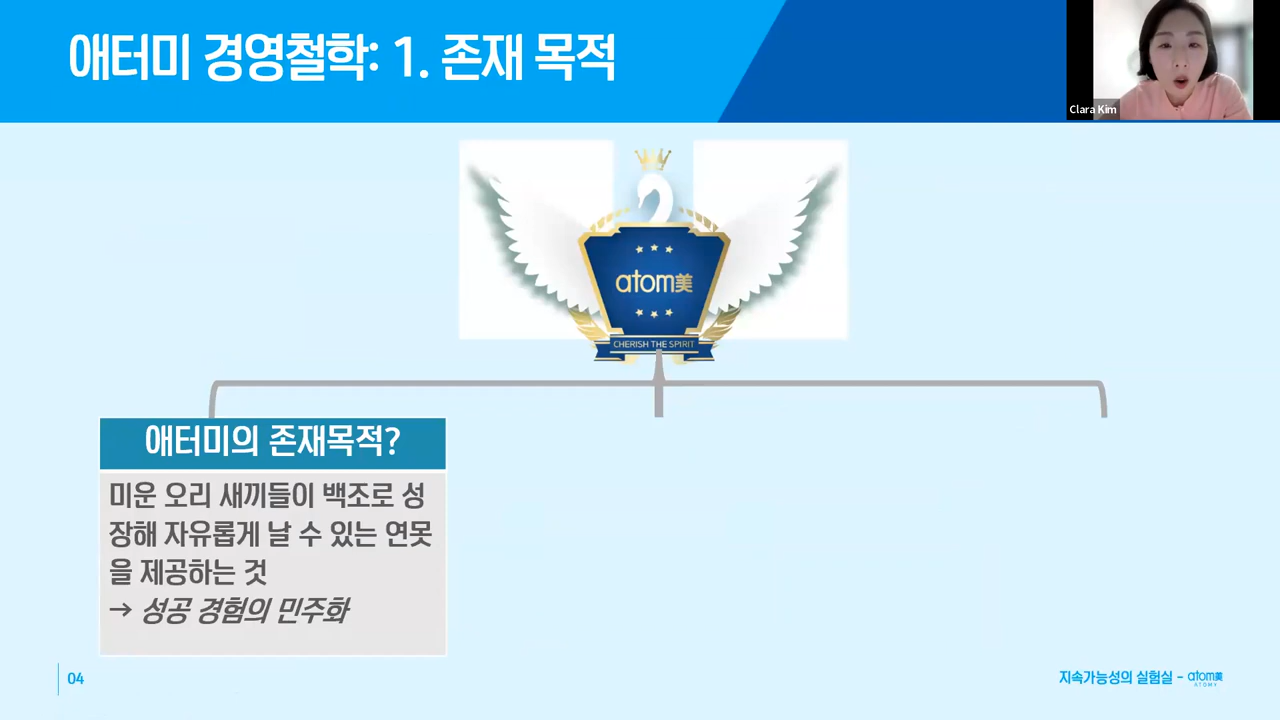 애터미 경영철학: 1. 존재 목적
Clara Kim
atom美
CHERISH THE SPIRIT
애터미의 존재목적?
미운 오리 새끼들이 백조로 성
장해 자유롭게 날 수 있는 연못
을 제공하는 것
→ 성공 경험의 민주화
04
지속가능성의 실험실 - atom美
ATOMY